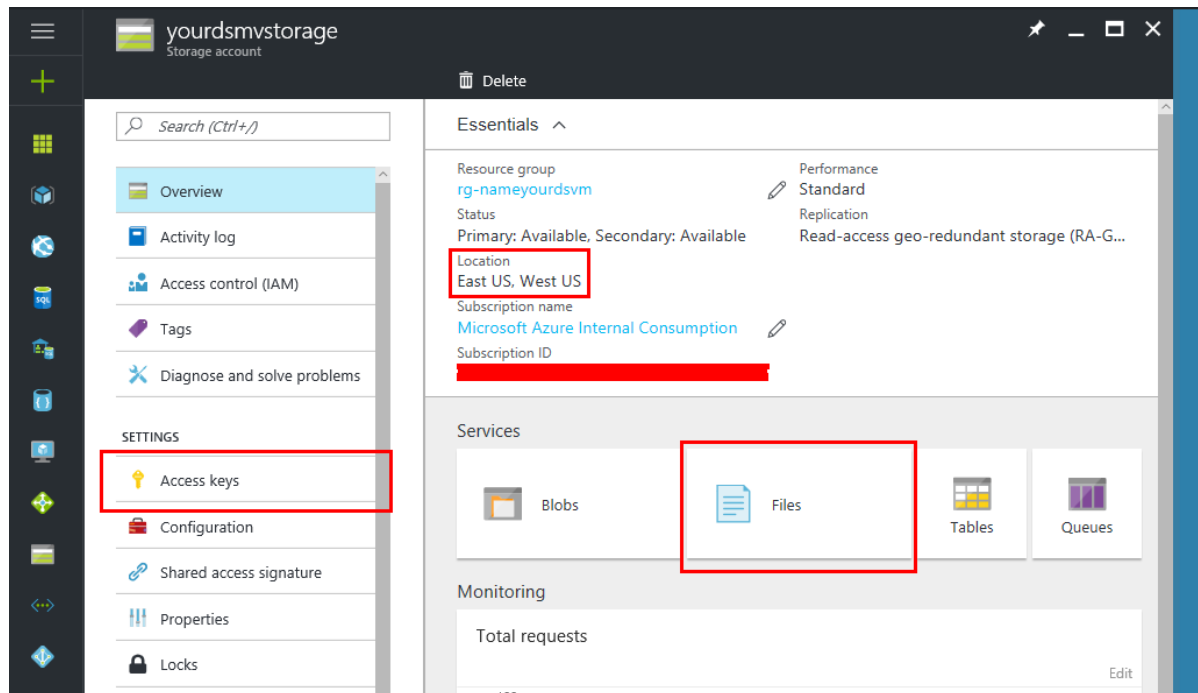 yourdsmvstorage
Storage account
Delete
Search (Ctrl+/)
Overview
Activity log
Access control (IAM)
Tags
Diagnose and solve problems
SETTINGS
Access keys
Configuration
Shared access signature
Properties
Locks
Essentials
Resource group
rg-nameyourdsvm
Performance
Standard
Status
Primary: Available, Secondary: Available
Replication
Read-access geo-redundant storage (RA-G...
Location
East US, West US
Subscription name
Microsoft Azure Internal Consumption
Subscription ID
Services
Blobs
Files
Tables
Queues
Monitoring
Total requests
Edit